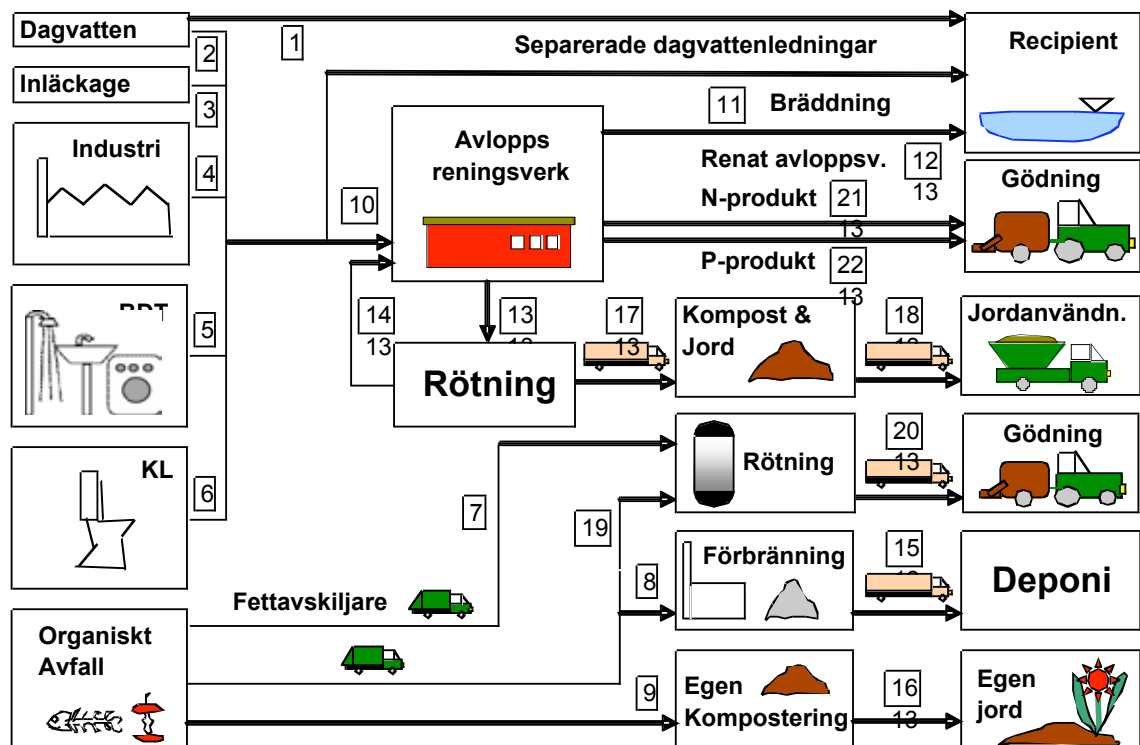 Dagvatten
1
2
Separerade dagvattenledningar
Recipient
Inläckage
3
11
Bräddning
Industri
4
Avlopps
reningsverk
Renat avloppsv.
12
13
10
N-produkt
21
13
Gödning
P-produkt
22
13
5
14
13
13
17
13
Kompost &
Jord
18
Jordanvändn.
Rötning
KL
6
7
19
Rötning
20
13
Gödning
8
Förbränning
15
Deponi
Fettavskiljare
Organiskt
Avfall
9
Egen
Kompostering
16
13
Egen
jord